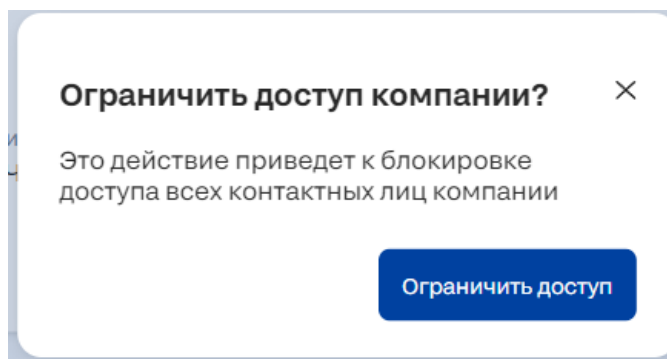 Ограничить доступ компании?
Это действие приведет к блокировке
доступа всех контактных лиц компании
Ограничить доступ